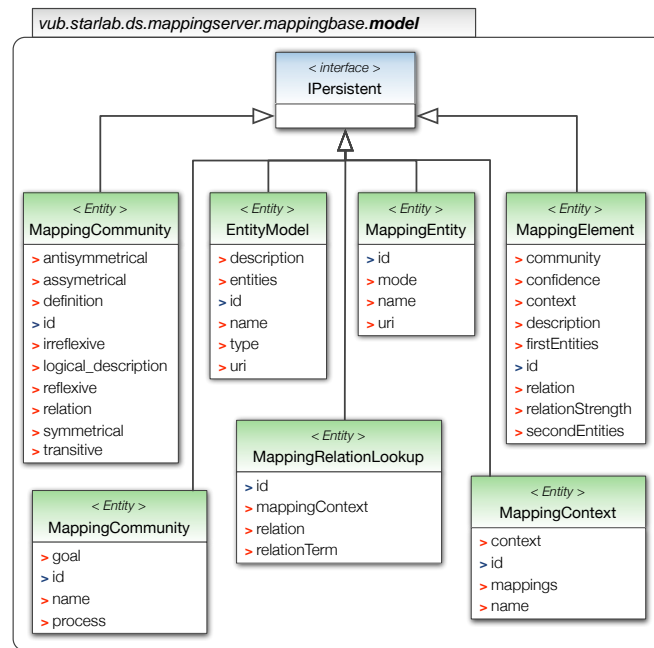 vub.starlab.ds.mappingserver.mappingbase.model
< interface >
IPersistent
< Entity >
MappingCommunity
> antisymmetrical
> assymetrical
> definition
> id
> irreflexive
> logical_description
> reflexive
> relation
> symmetrical
> transitive
< Entity >
EntityModel
> description
> entities
> id
> name
> type
> uri
< Entity >
MappingEntity
> id
> mode
> name
> uri
< Entity >
MappingElement
> community
> confidence
> context
> description
> firstEntities
> id
> relation
> relationStrength
> secondEntities
< Entity >
MappingCommunity
> goal
> id
> name
> process
< Entity >
MappingRelationLookup
> id
> mappingContext
> relation
> relationTerm
< Entity >
MappingContext
> context
> id
> mappings
> name